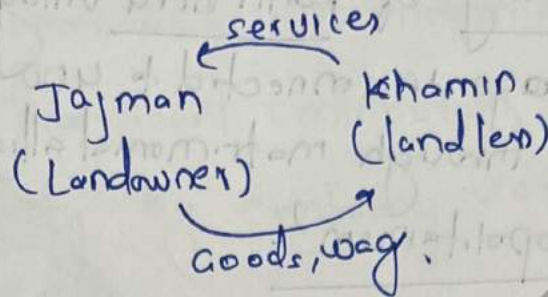 services
Jajman
Khamin
(Landowner)
(landless)
Goods, wag.